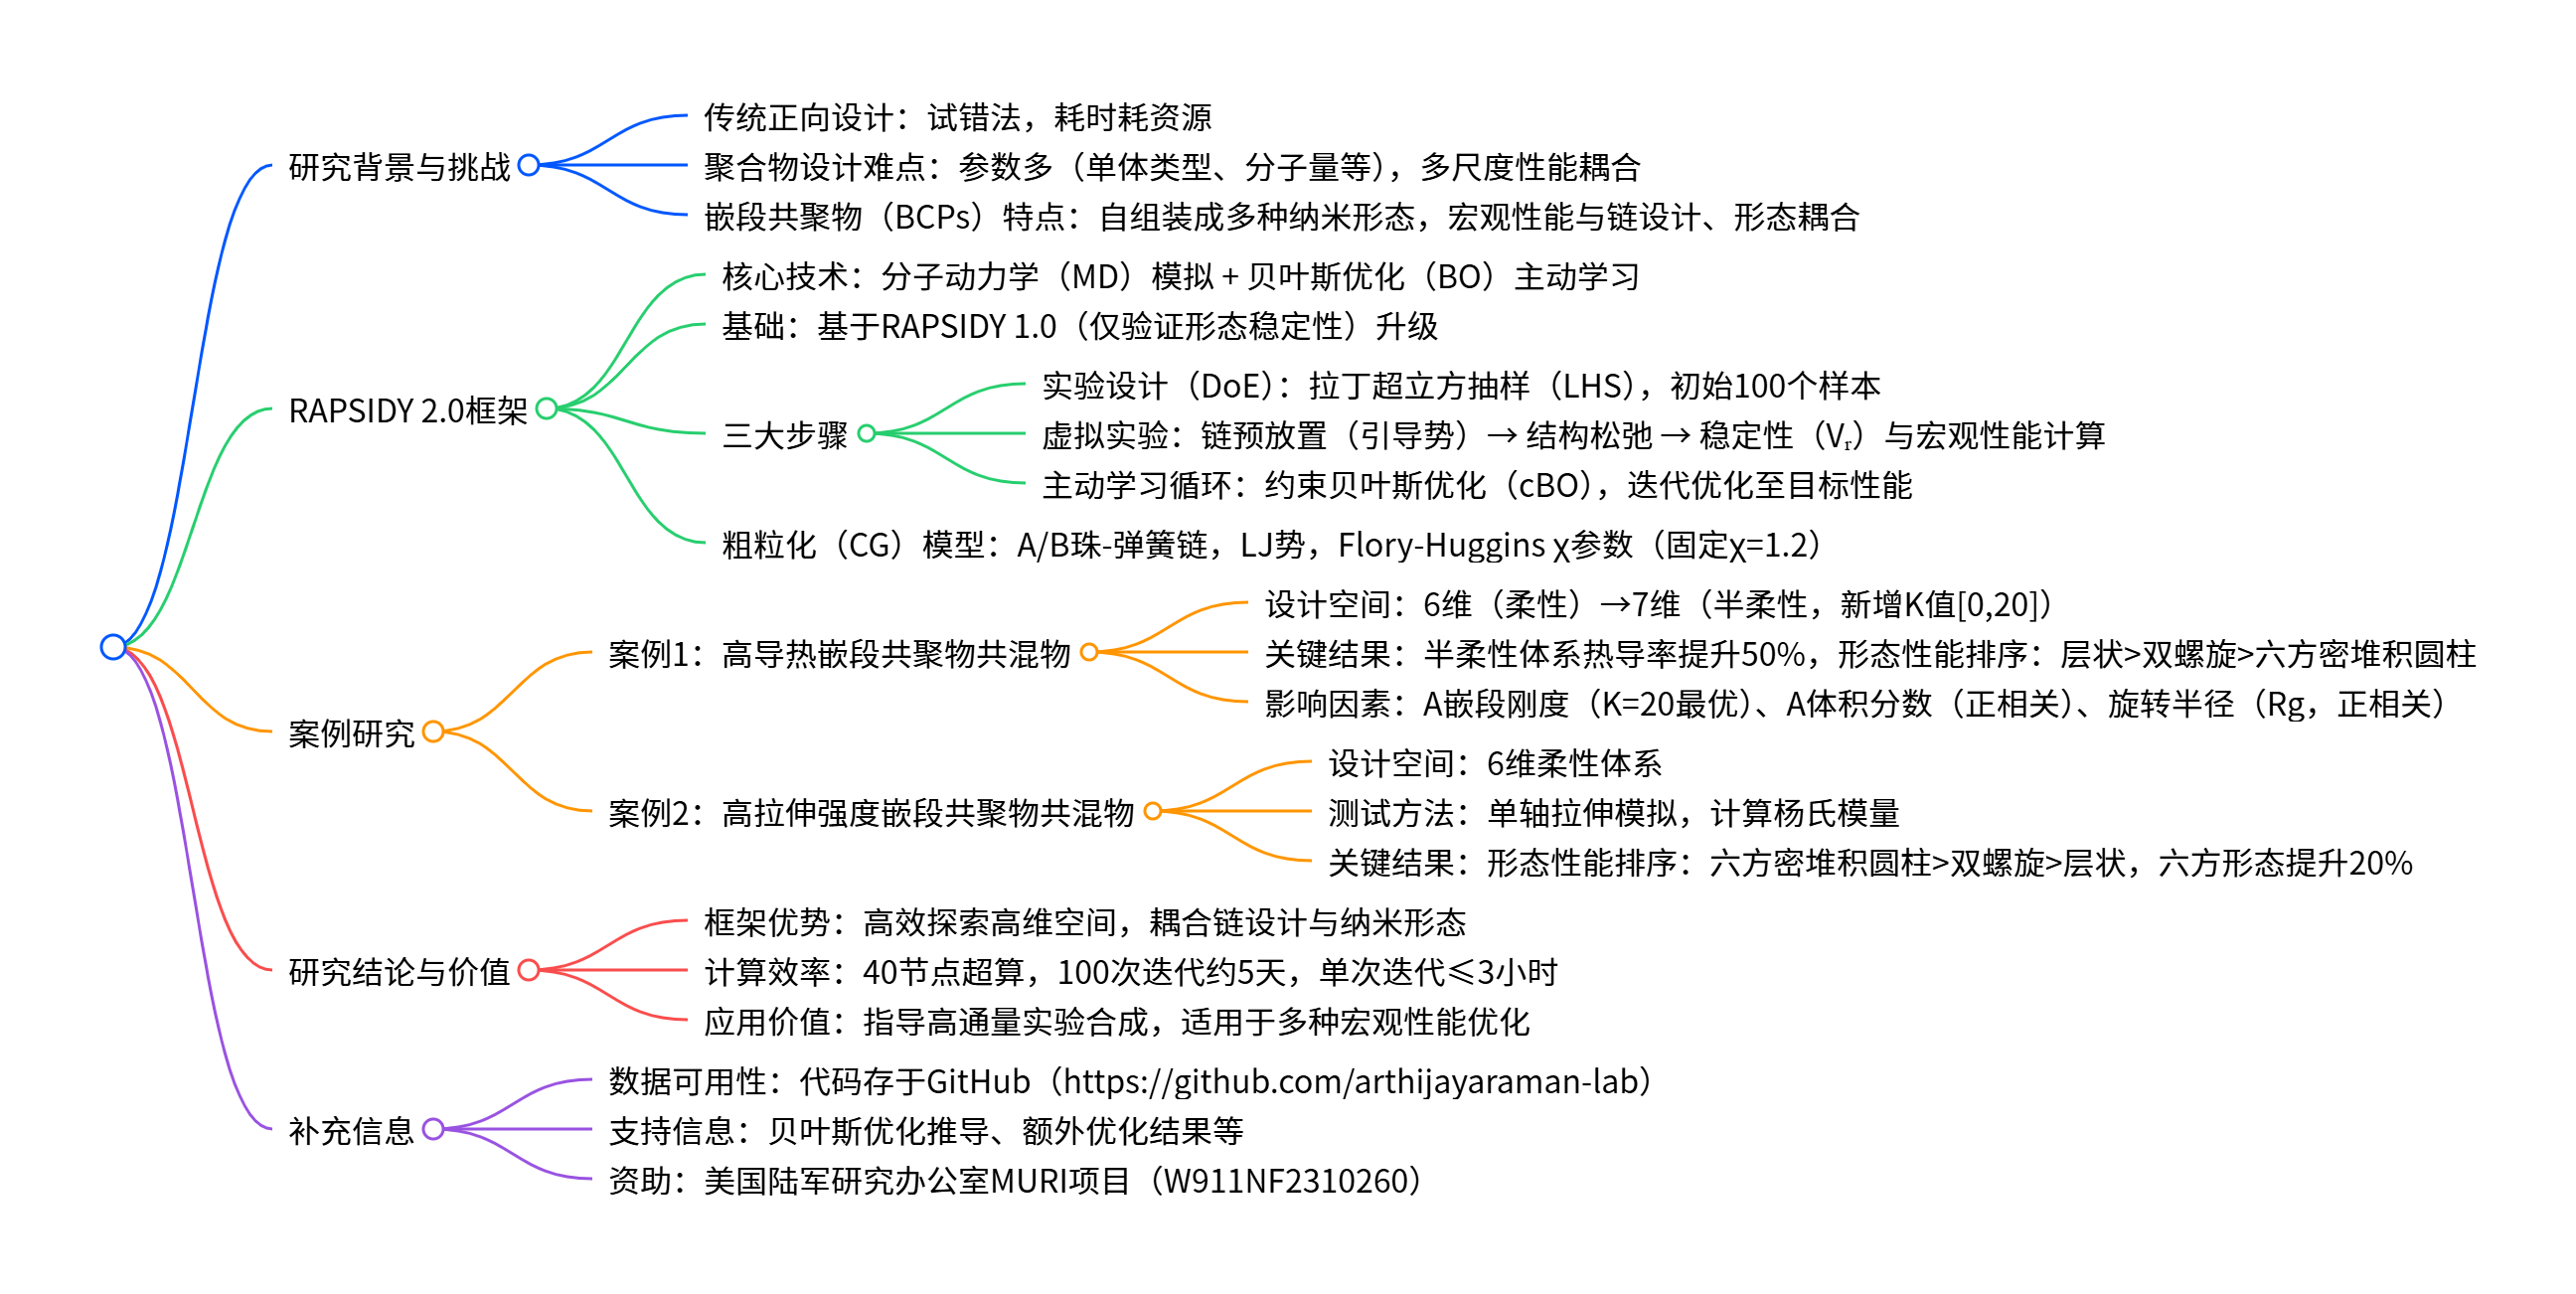 传统正向设计：试错法，耗时耗资源
研究背景与挑战
聚合物设计难点：参数多（单体类型、分子量等），多尺度性能耦合
嵌段共聚物（BCPs）特点：自组装成多种纳米形态，宏观性能与链设计、形态耦合
核心技术：分子动力学（MD）模拟 + 贝叶斯优化（BO）主动学习
基础：基于RAPSIDY 1.0（仅验证形态稳定性）升级
RAPSIDY 2.0框架
三大步骤
实验设计（DoE）：拉丁超立方抽样（LHS），初始100个样本
虚拟实验：链预放置（引导势）→ 结构松弛 → 稳定性（Vᵣ）与宏观性能计算
主动学习循环：约束贝叶斯优化（cBO），迭代优化至目标性能
粗粒化（CG）模型：A/B珠-弹簧链，LJ势，Flory-Huggins χ参数（固定χ=1.2）
案例研究
案例1：高导热嵌段共聚物共混物
设计空间：6维（柔性）→7维（半柔性，新增K值[0,20]）
关键结果：半柔性体系热导率提升50%，形态性能排序：层状>双螺旋>六方密堆积圆柱
影响因素：A嵌段刚度（K=20最优）、A体积分数（正相关）、旋转半径（Rg，正相关）
案例2：高拉伸强度嵌段共聚物共混物
设计空间：6维柔性体系
测试方法：单轴拉伸模拟，计算杨氏模量
关键结果：形态性能排序：六方密堆积圆柱>双螺旋>层状，六方形态提升20%
框架优势：高效探索高维空间，耦合链设计与纳米形态
研究结论与价值
计算效率：40节点超算，100次迭代约5天，单次迭代≤3小时
应用价值：指导高通量实验合成，适用于多种宏观性能优化
数据可用性：代码存于GitHub（https://github.com/arthijayaraman-lab）
补充信息
支持信息：贝叶斯优化推导、额外优化结果等
资助：美国陆军研究办公室MURI项目（W911NF2310260）